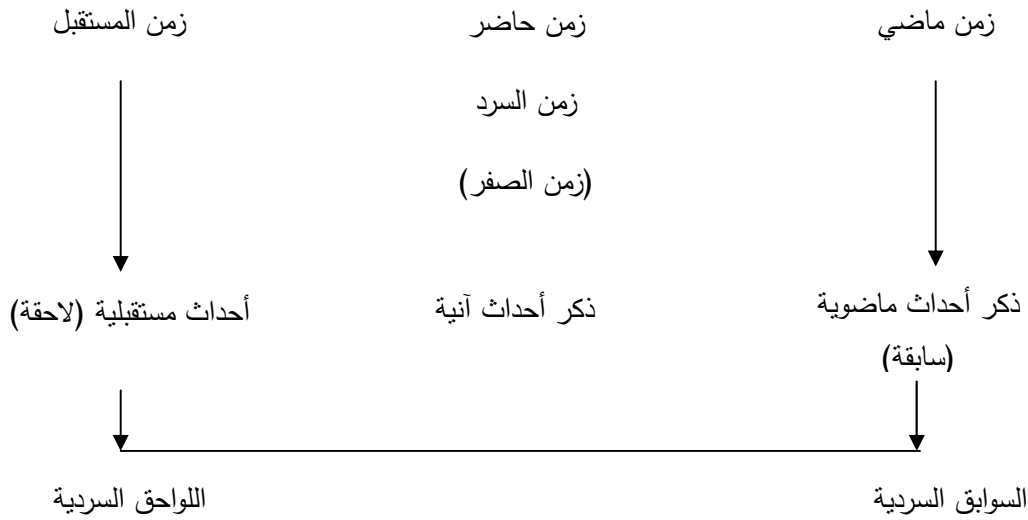 زمن ماضي
زمن حاضر
زمن المستقبل
زمن السرد
(زمن الصفر)
ذكر أحداث ماضوية
(سابقة)
ذكر أحداث آنية
أحداث مستقبلية (لاحقة)
السوابق السردية
اللواحق السردية